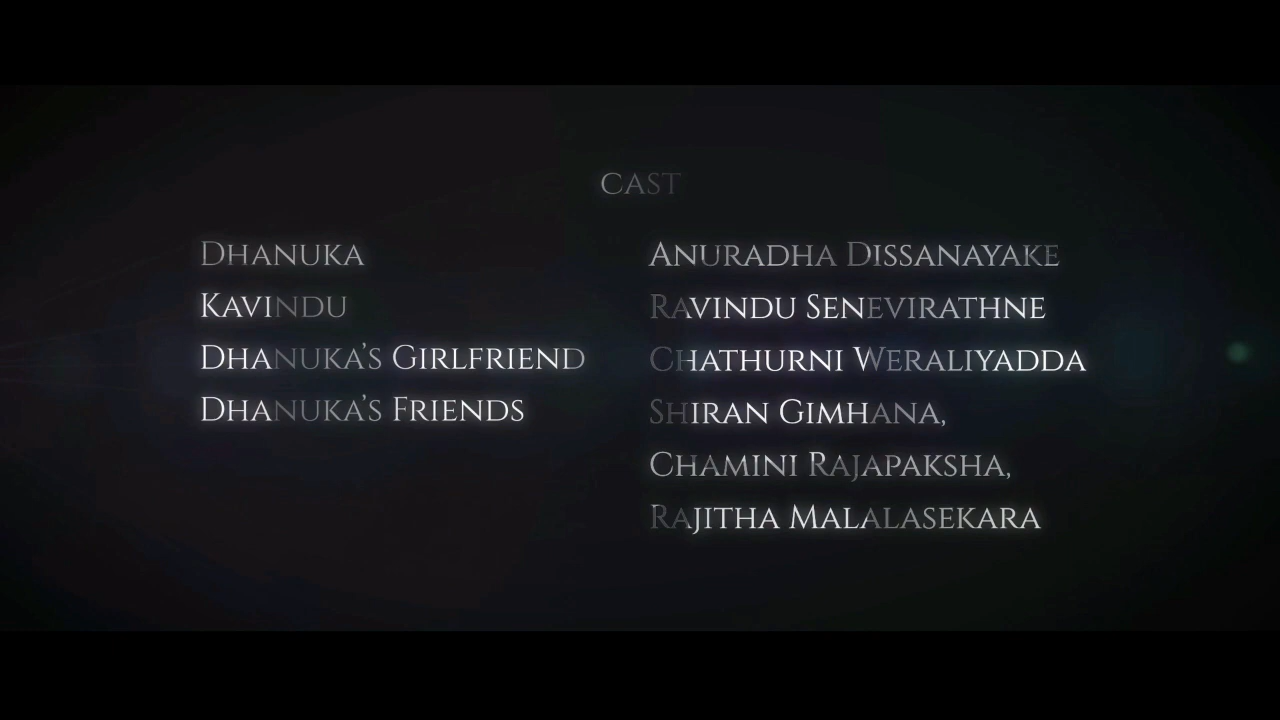 CAST
DHANUKA ANURADHA DISSANAYAKE
KAVINDU RAVINDU SENEVIRATHNE
DHANUKA'S GIRLFRIEND CHATHURNI WERALIYADDA
DHANUKA'S FRIENDS SHIRAN GIMHANA,
CHAMINI RAJAPAKSHA,
RAJITHA MALALASEKARA